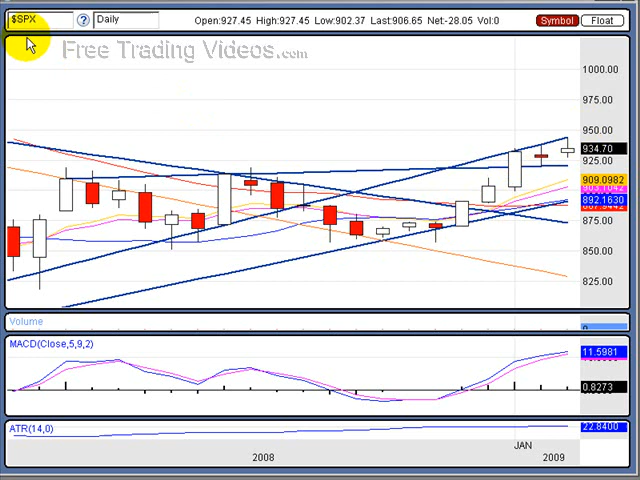 $SPX ? Daily Open:927.45 High:927.45 Low:902.37 Last:906.65 Net-28.05 Vol:0 Symbol Float
Free Trading Videos.com
1000.00
975.00
950.00
934.70
925.00
909.0982
903.1042
892.1630
875.00
850.00
825.00
Volume
0
MACD(Close,5,9,2)
11.5981
0.8273
ATR(14,0)
22.8400
JAN
2008 2009